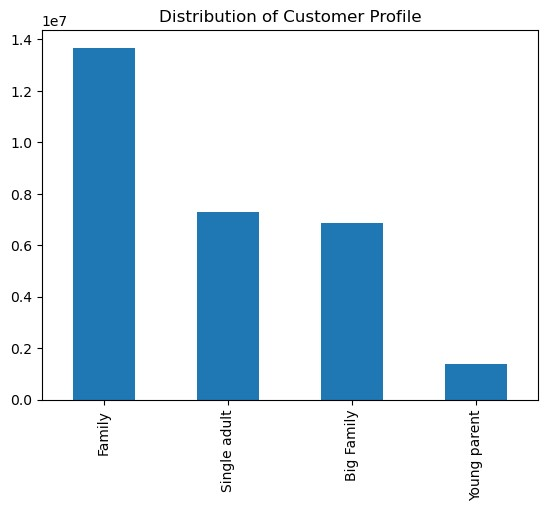 Distribution of Customer Profile
1e7
1.4
1.2
1.0
0.8
0.6
0.4
0.2
0.0
Family
Single adult
Big Family
Young parent